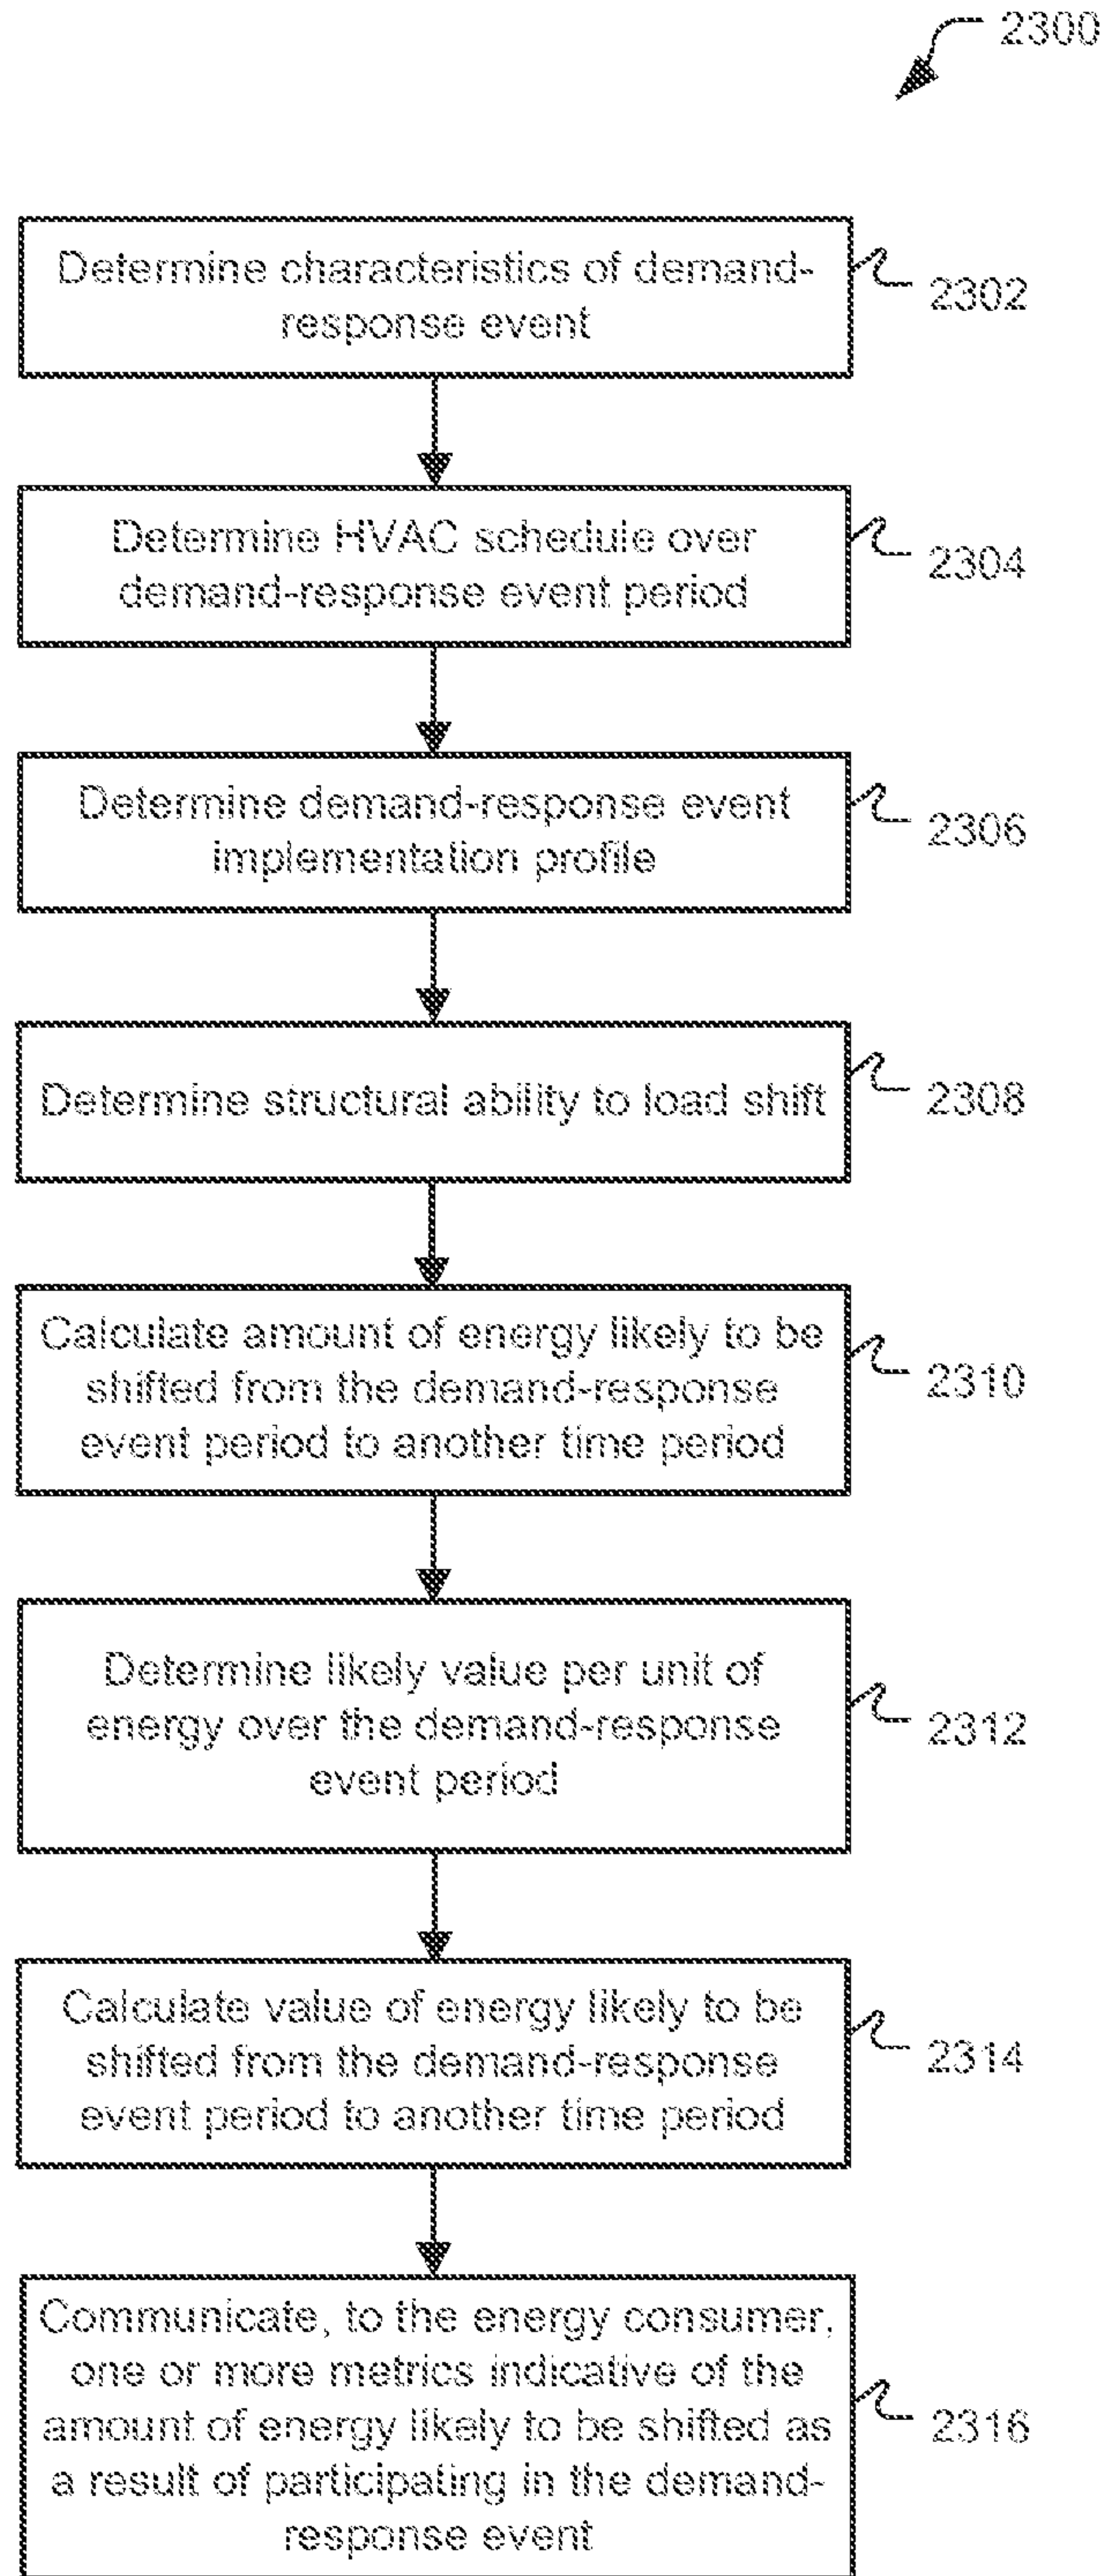 2300
Determine characteristics of demand-
response event
2302
Determine HVAC schedule over
demand-response event period
2304
Determine demand-response event
implementation profile
2306
Determine structural ability to load shift
2308
Calculate amount of energy likely to be
shifted from the demand-response
event period to another time period
2310
Determine likely value per unit of
energy over the demand-response
event period
2312
Calculate value of energy likely to be
shifted from the demand-response
event period to another time period
2314
Communicate, to the energy consumer,
one or more metrics indicative of the
amount of energy likely to be shifted as
a result of participating in the demand-
response event
2316